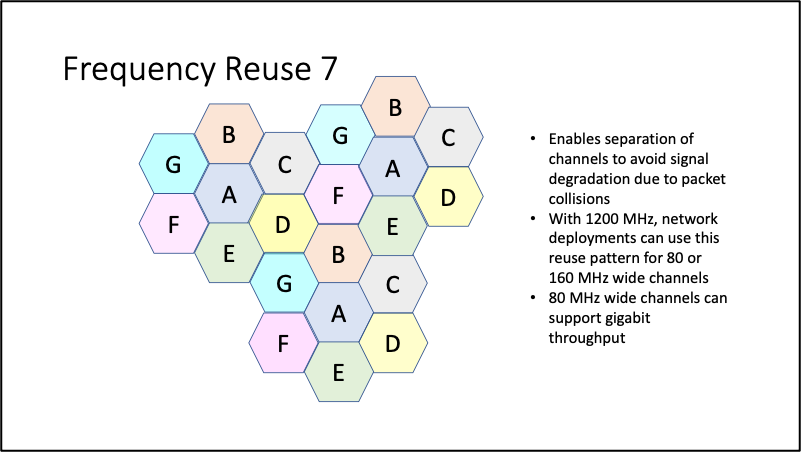 Frequency Reuse 7
B
G
B
C
G
C
A
A
F
D
F
D
E
E
B
G
C
A
F
D
E
• Enables separation of
channels to avoid signal
degradation due to packet
collisions
• With 1200 MHz, network
deployments can use this
reuse pattern for 80 or
160 MHz wide channels
• 80 MHz wide channels can
support gigabit
throughput